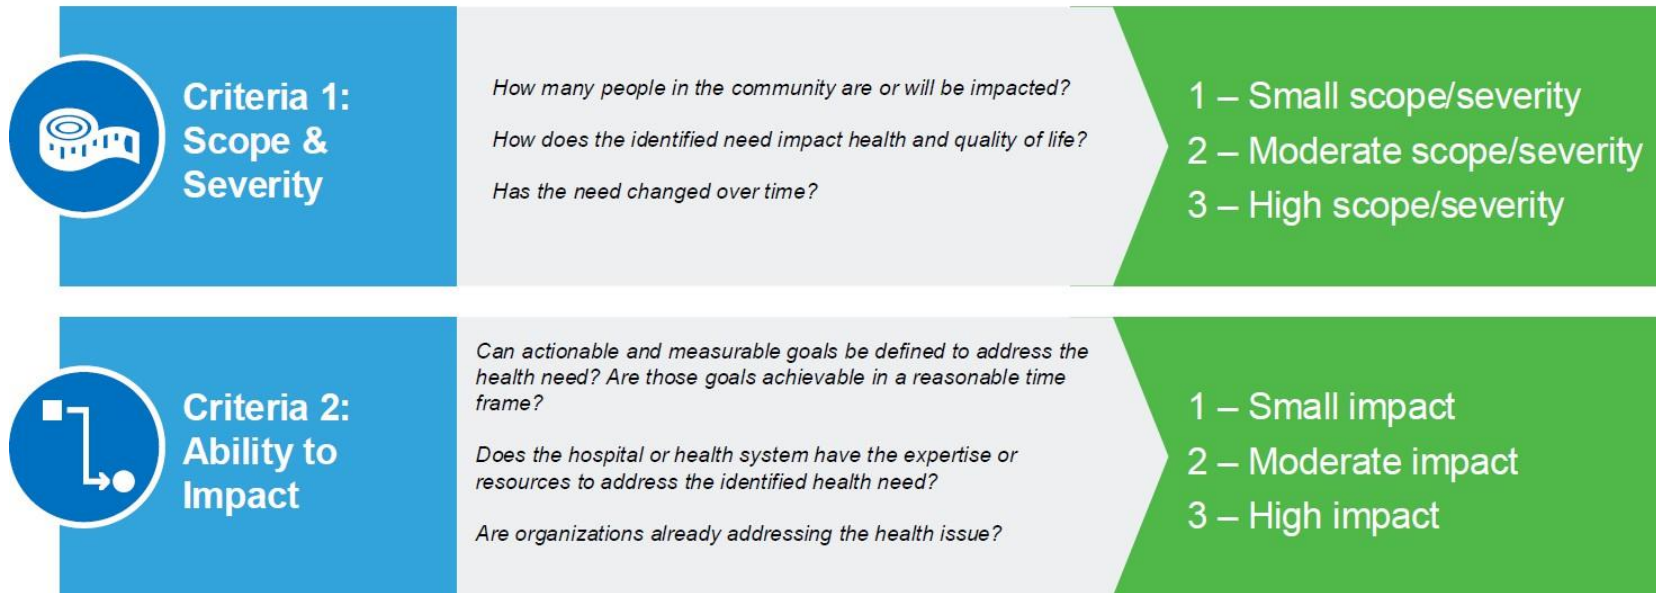 Criteria 1:
Scope &
Severity
How many people in the community are or will be impacted?
How does the identified need impact health and quality of life?
Has the need changed over time?
1 – Small scope/severity
2 – Moderate scope/severity
3 – High scope/severity
Criteria 2:
Ability to
Impact
Can actionable and measurable goals be defined to address the
health need? Are those goals achievable in a reasonable time
frame?
Does the hospital or health system have the expertise or
resources to address the identified health need?
Are organizations already addressing the health issue?
1 – Small impact
2 – Moderate impact
3 – High impact